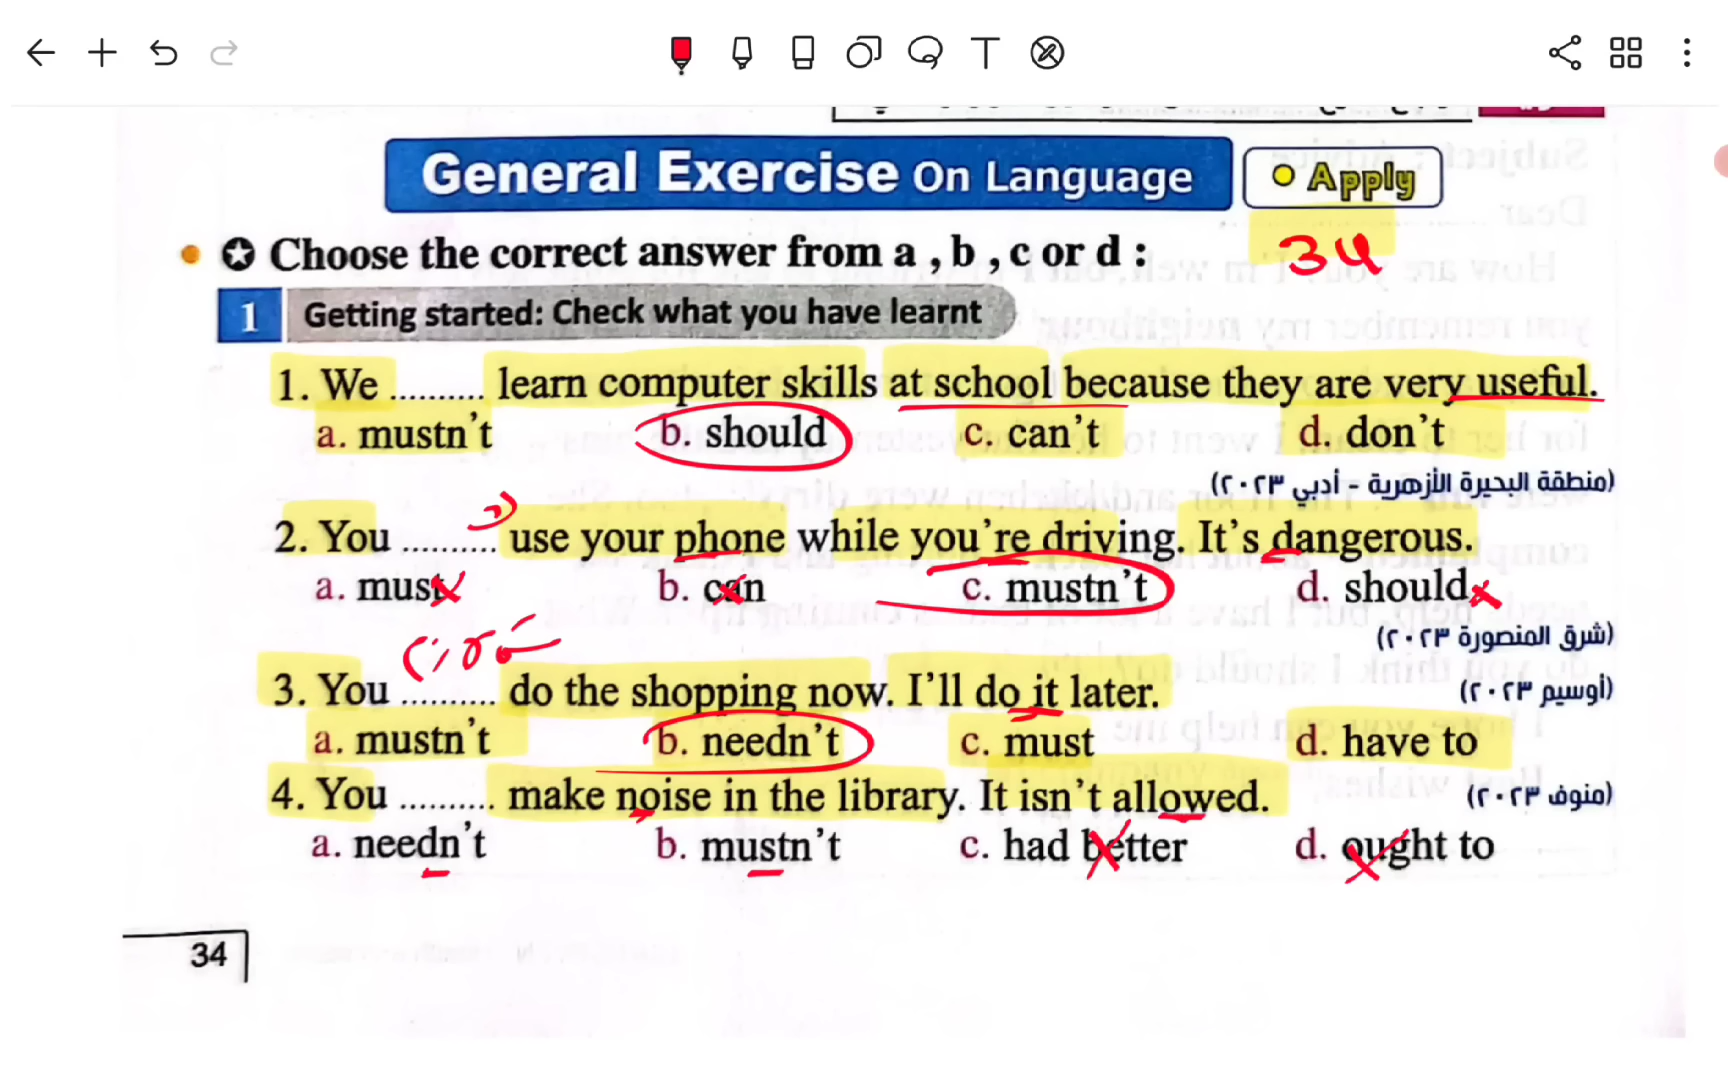 General Exercise On Language Apply
Choose the correct answer from a , b , c or d : 34
1 Getting started: Check what you have learnt
1. We .......... learn computer skills at school because they are very useful.
a. mustn't b. should c. can't d. don't
(منطقة البحيرة الأزهرية - أدبي ٢٠٢٣)
2. You .......... use your phone while you're driving. It's dangerous.
a. must b. can c. mustn't d. should
(شرق المنصورة ٢٠٢٣)
3. You .......... do the shopping now. I'll do it later. (أوسيم ٢٠٢٣)
a. mustn't b. needn't c. must d. have to
4. You .......... make noise in the library. It isn't allowed. (منوف ٢٠٢٣)
a. needn't b. mustn't c. had better d. ought to
34